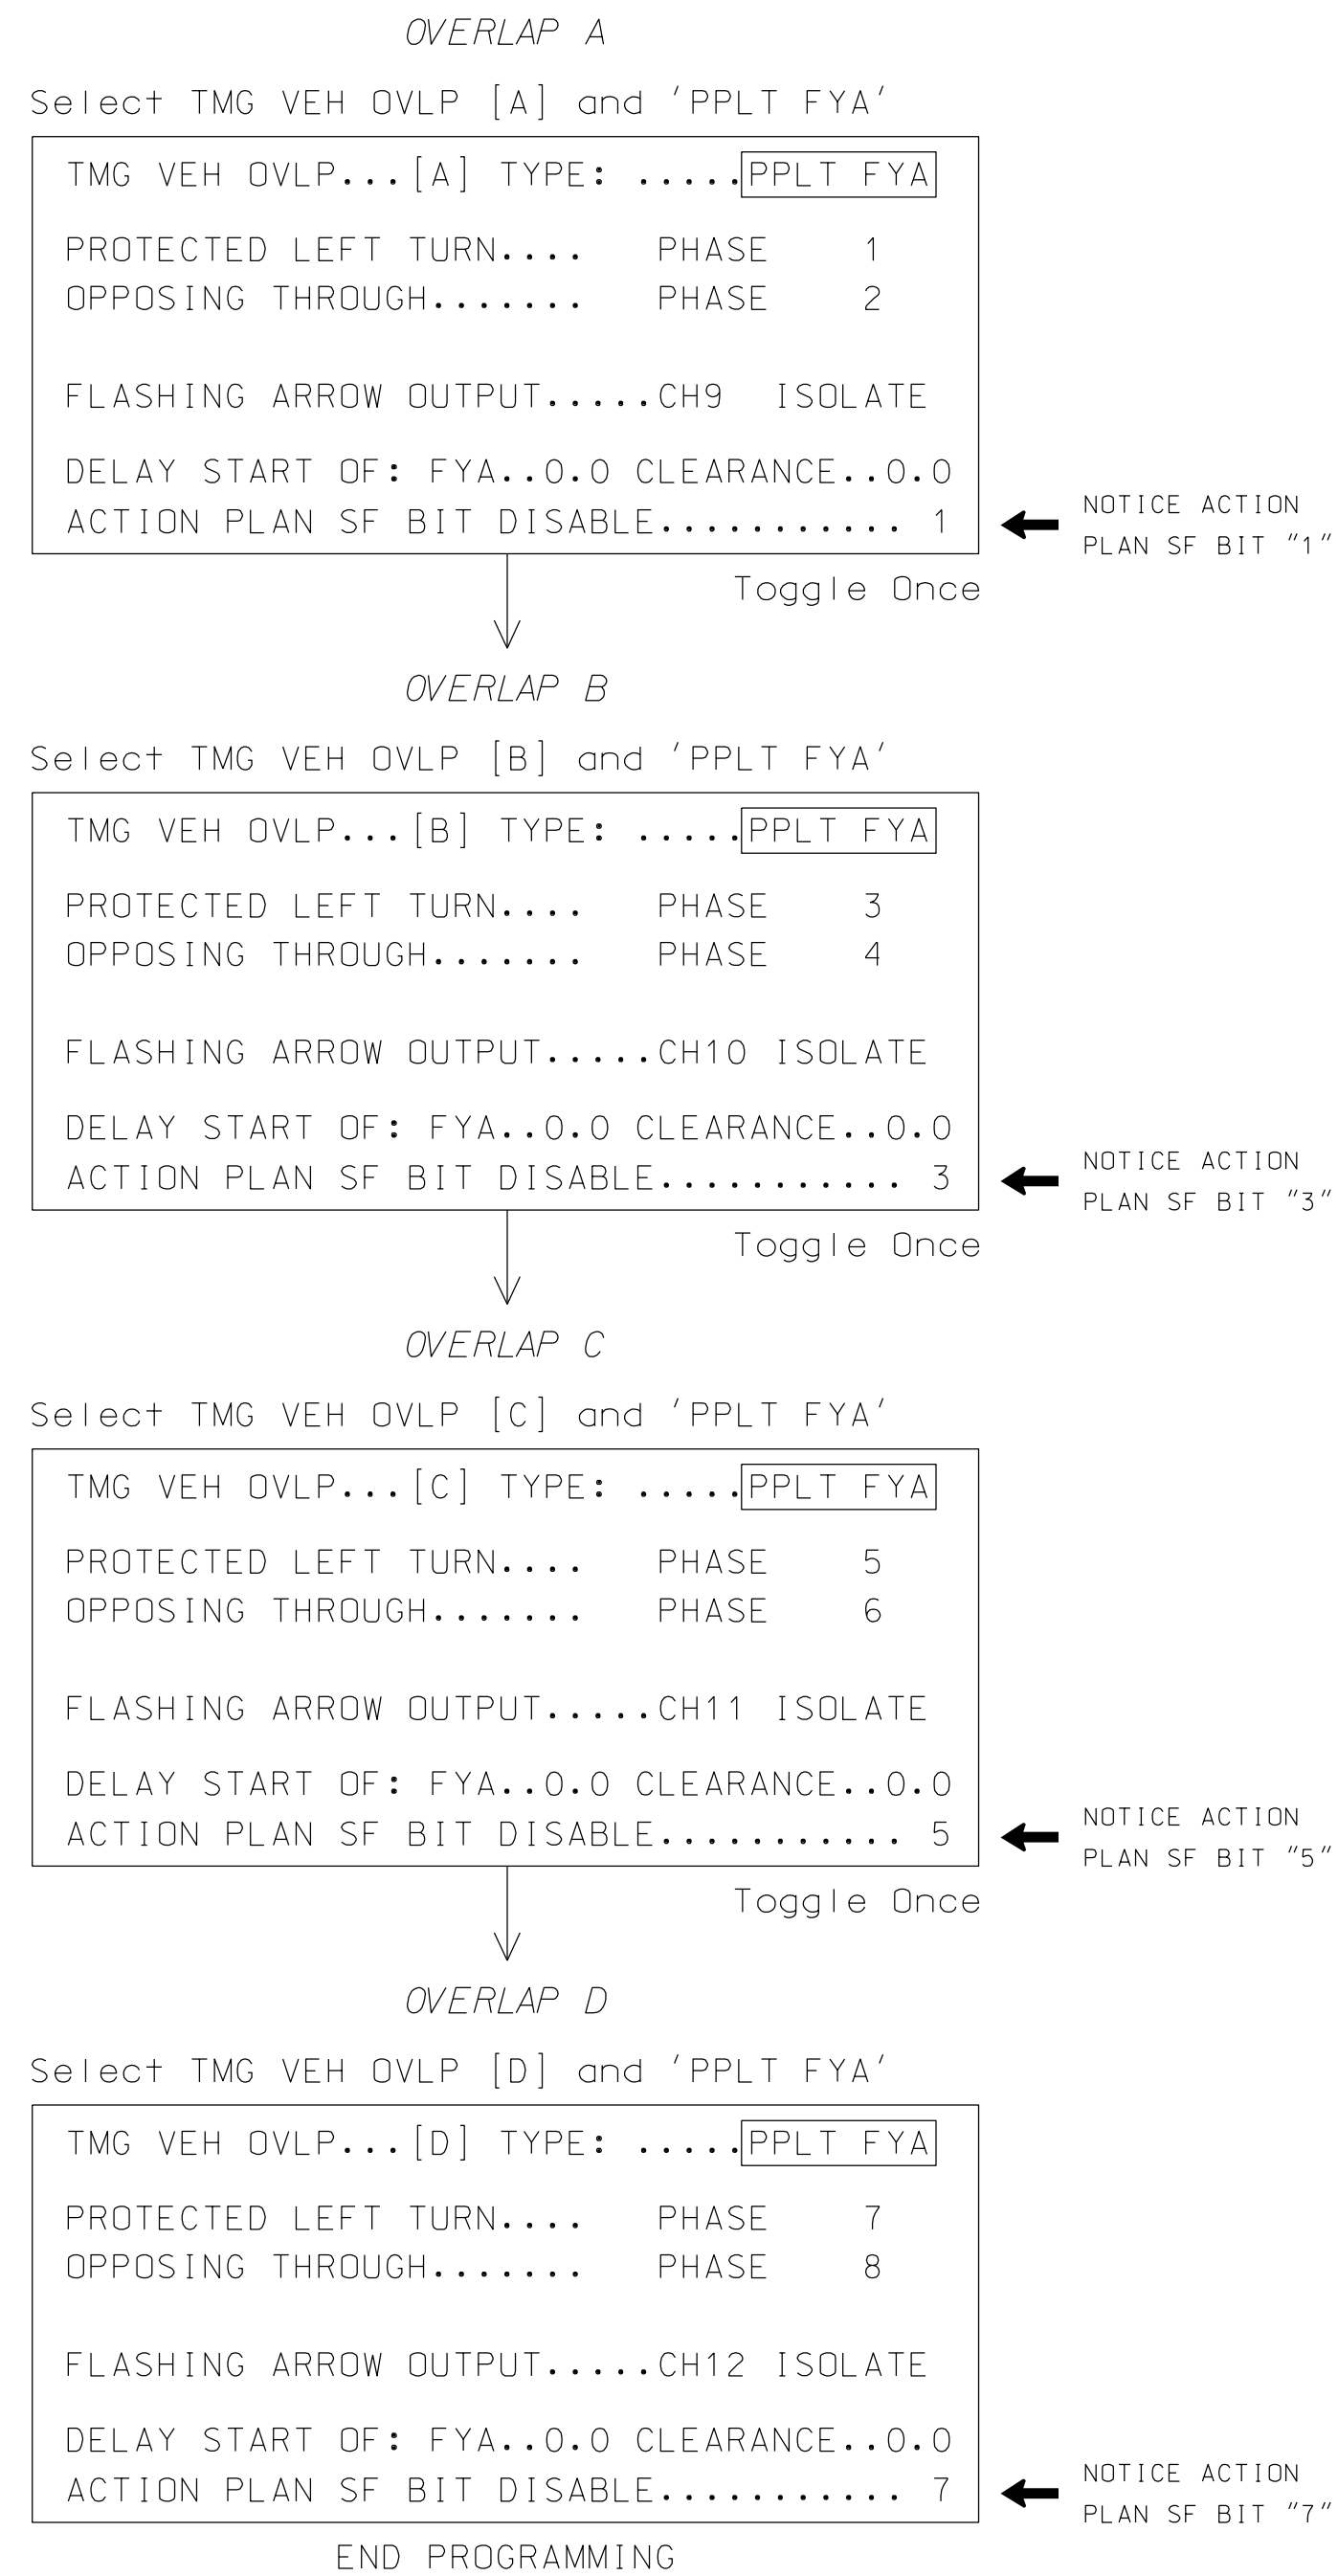 OVERLAP A
Select TMG VEH OVLP [A] and 'PPLT FYA'
TMG VEH OVLP...[A] TYPE: .....PPLT FYA
PROTECTED LEFT TURN.... PHASE 1
OPPOSING THROUGH....... PHASE 2
FLASHING ARROW OUTPUT.....CH9 ISOLATE
DELAY START OF: FYA..0.0 CLEARANCE..0.0
ACTION PLAN SF BIT DISABLE........... 1
NOTICE ACTION
PLAN SF BIT "1"
Toggle Once
OVERLAP B
Select TMG VEH OVLP [B] and 'PPLT FYA'
TMG VEH OVLP...[B] TYPE: .....PPLT FYA
PROTECTED LEFT TURN.... PHASE 3
OPPOSING THROUGH....... PHASE 4
FLASHING ARROW OUTPUT.....CH10 ISOLATE
DELAY START OF: FYA..0.0 CLEARANCE..0.0
ACTION PLAN SF BIT DISABLE........... 3
NOTICE ACTION
PLAN SF BIT "3"
Toggle Once
OVERLAP C
Select TMG VEH OVLP [C] and 'PPLT FYA'
TMG VEH OVLP...[C] TYPE: .....PPLT FYA
PROTECTED LEFT TURN.... PHASE 5
OPPOSING THROUGH....... PHASE 6
FLASHING ARROW OUTPUT.....CH11 ISOLATE
DELAY START OF: FYA..0.0 CLEARANCE..0.0
ACTION PLAN SF BIT DISABLE........... 5
NOTICE ACTION
PLAN SF BIT "5"
Toggle Once
OVERLAP D
Select TMG VEH OVLP [D] and 'PPLT FYA'
TMG VEH OVLP...[D] TYPE: .....PPLT FYA
PROTECTED LEFT TURN.... PHASE 7
OPPOSING THROUGH....... PHASE 8
FLASHING ARROW OUTPUT.....CH12 ISOLATE
DELAY START OF: FYA..0.0 CLEARANCE..0.0
ACTION PLAN SF BIT DISABLE........... 7
NOTICE ACTION
PLAN SF BIT "7"
END PROGRAMMING